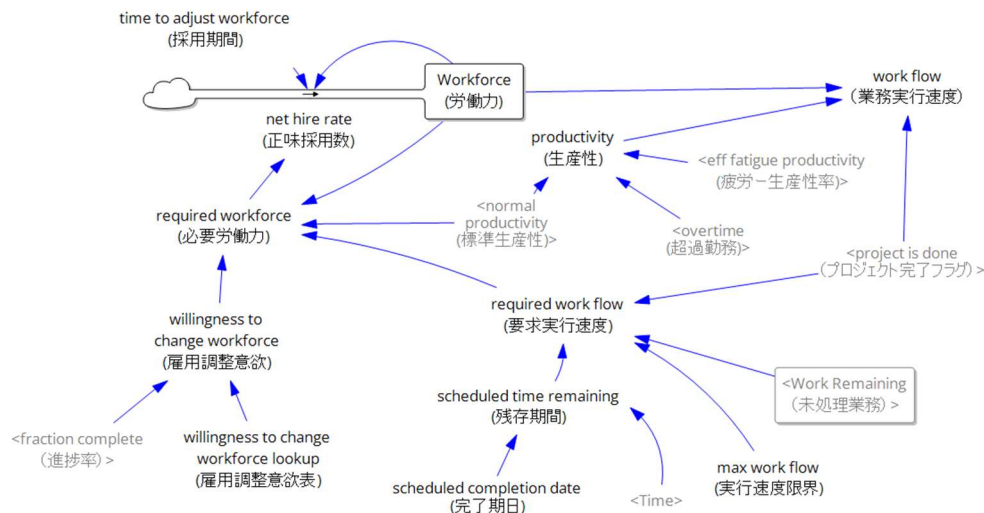 time to adjust workforce
(採用期間)
Workforce
(労働力)
work flow
(業務実行速度)
net hire rate
(正味採用数)
productivity
(生産性)
<eff fatigue productivity
(疲労－生産性率)>
<normal
productivity
(標準生産性)>
required workforce
(必要労働力)
<overtime
(超過勤務)>
<project is done
(プロジェクト完了フラグ)>
required work flow
(要求実行速度)
willingness to
change workforce
(雇用調整意欲)
<Work Remaining
(未処理業務)>
scheduled time remaining
(残存期間)
<fraction complete
(進捗率)>
willingness to change
workforce lookup
(雇用調整意欲表)
max work flow
(実行速度限界)
scheduled completion date
(完了期日)
<Time>